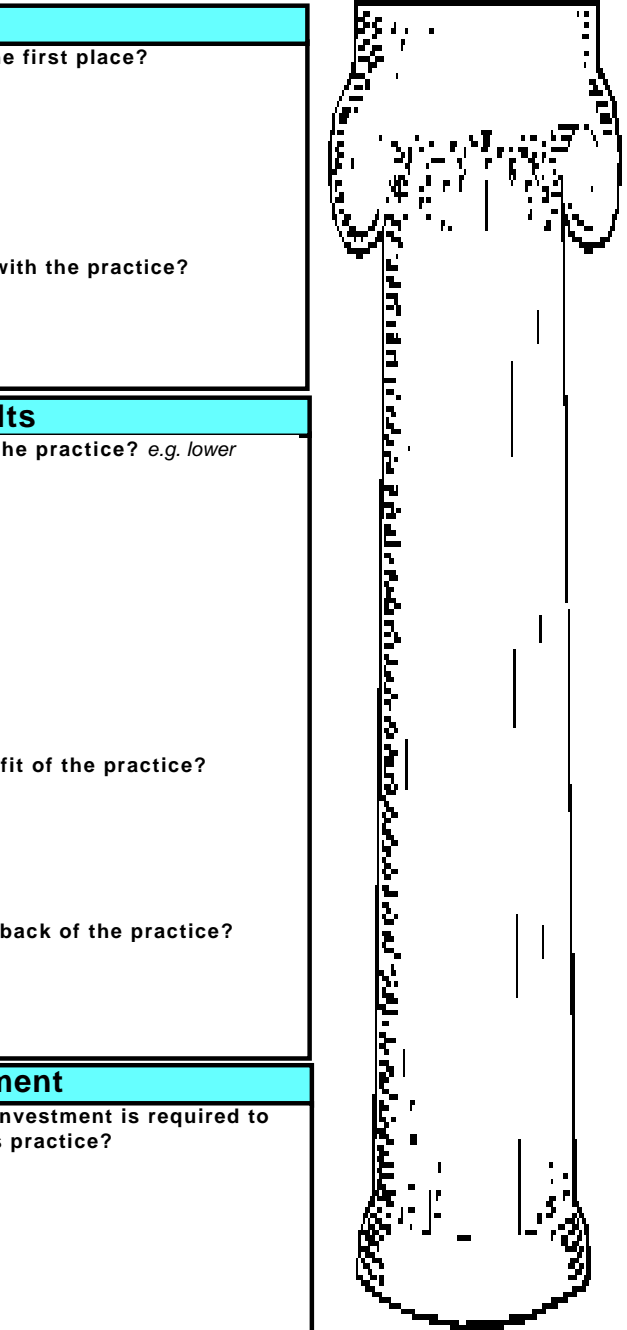 e first place?
with the practice?
lts
he practice? e.g. lower
fit of the practice?
back of the practice?
ment
nvestment is required to
s practice?